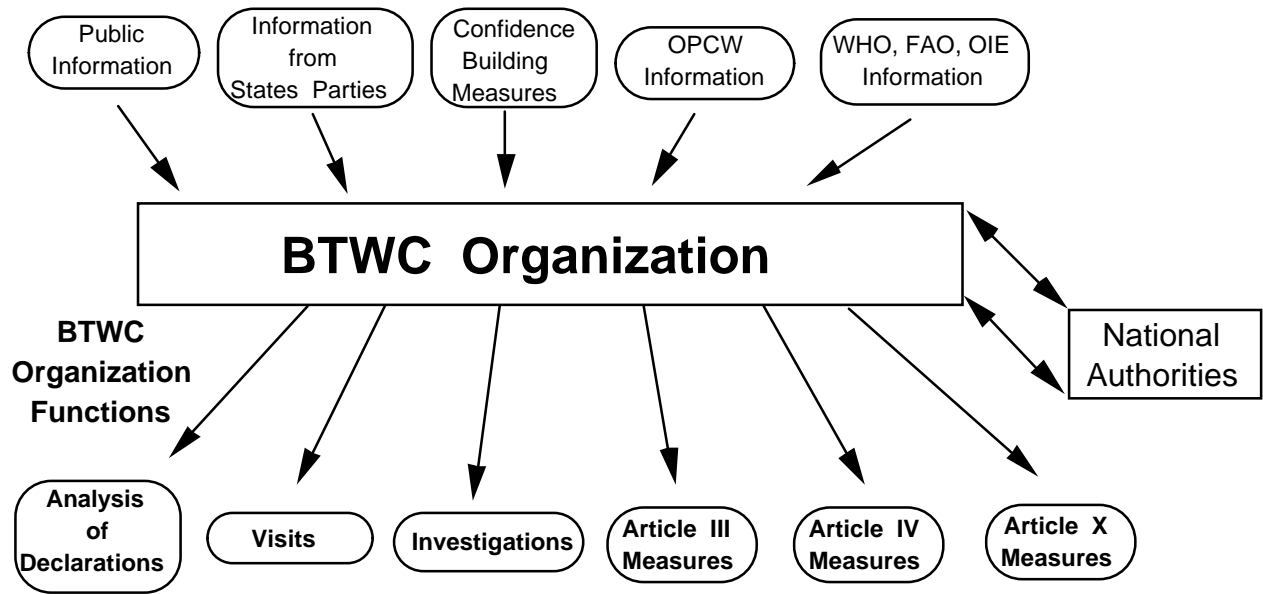 Public
Information
Information
from
States Parties
Confidence
Building
Measures
OPCW
Information
WHO, FAO, OIE
Information
BTWC Organization
National
Authorities
BTWC
Organization
Functions
Analysis
of
Declarations
Visits
Investigations
Article III
Measures
Article IV
Measures
Article X
Measures